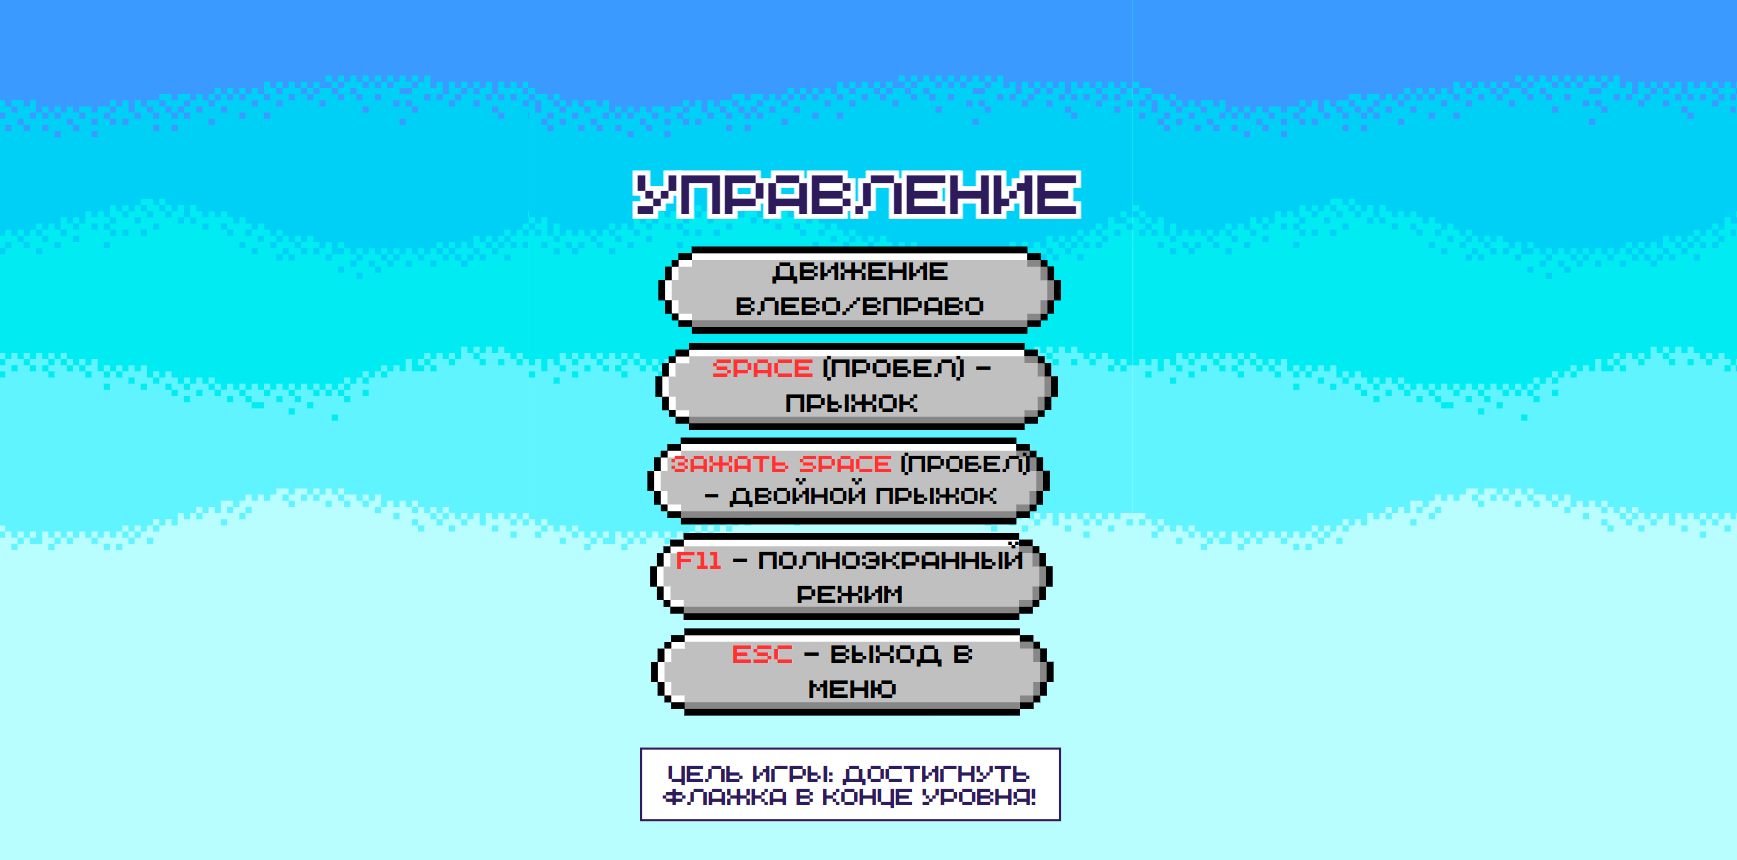 УПРАВЛЕНИЕ
ДВИЖЕНИЕ
ВЛЕВО/ВПРАВО
SPACE (ПРОБЕЛ) -
ПРЫЖОК
ЗАЖАТЬ SPACE (ПРОБЕЛ)
- ДВОЙНОЙ ПРЫЖОК
F11 - ПОЛНОЭКРАННЫЙ
РЕЖИМ
ESC - ВЫХОД В
МЕНЮ
ЦЕЛЬ ИГРЫ: ДОСТИГНУТЬ
ФЛАЖКА В КОНЦЕ УРОВНЯ!